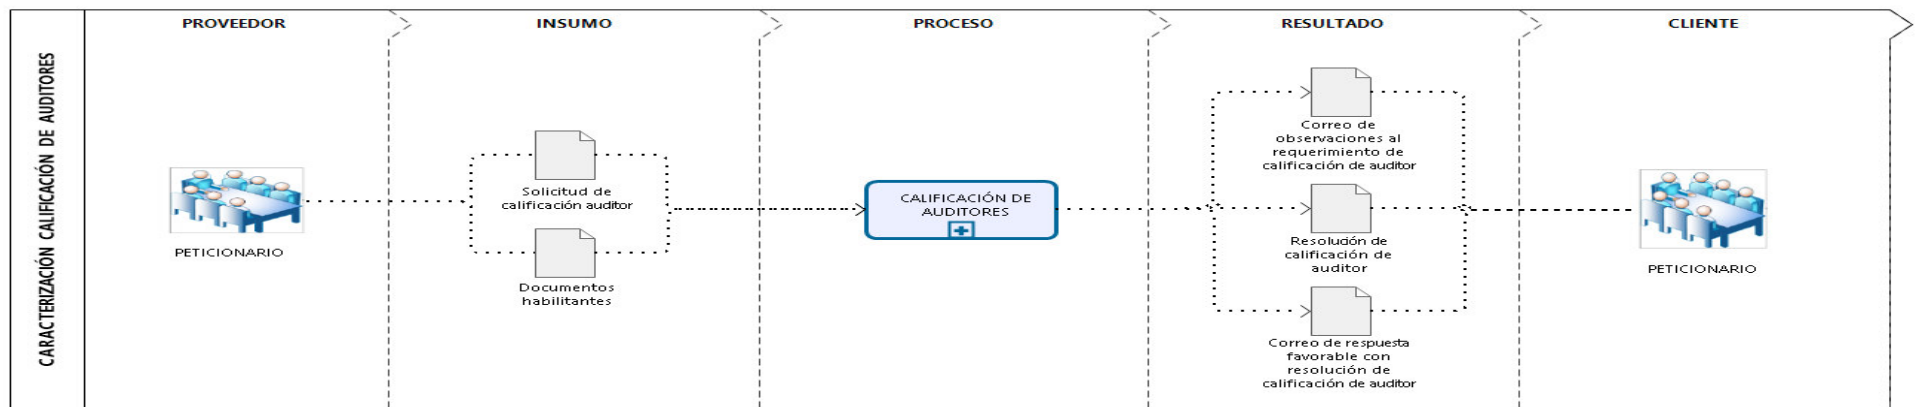 PROVEEDOR
INSUMO
PROCESO
RESULTADO
CLIENTE
CARACTERIZACIÓN CALIFICACIÓN DE AUDITORES
PETICIONARIO
Solicitud de
calificación auditor
Documentos
habilitantes
CALIFICACIÓN DE
AUDITORES
Correo de
observaciones al
requerimiento de
calificación de auditor
Resolución de
calificación de
auditor
Correo de respuesta
favorable con
resolución de
calificación de auditor
PETICIONARIO